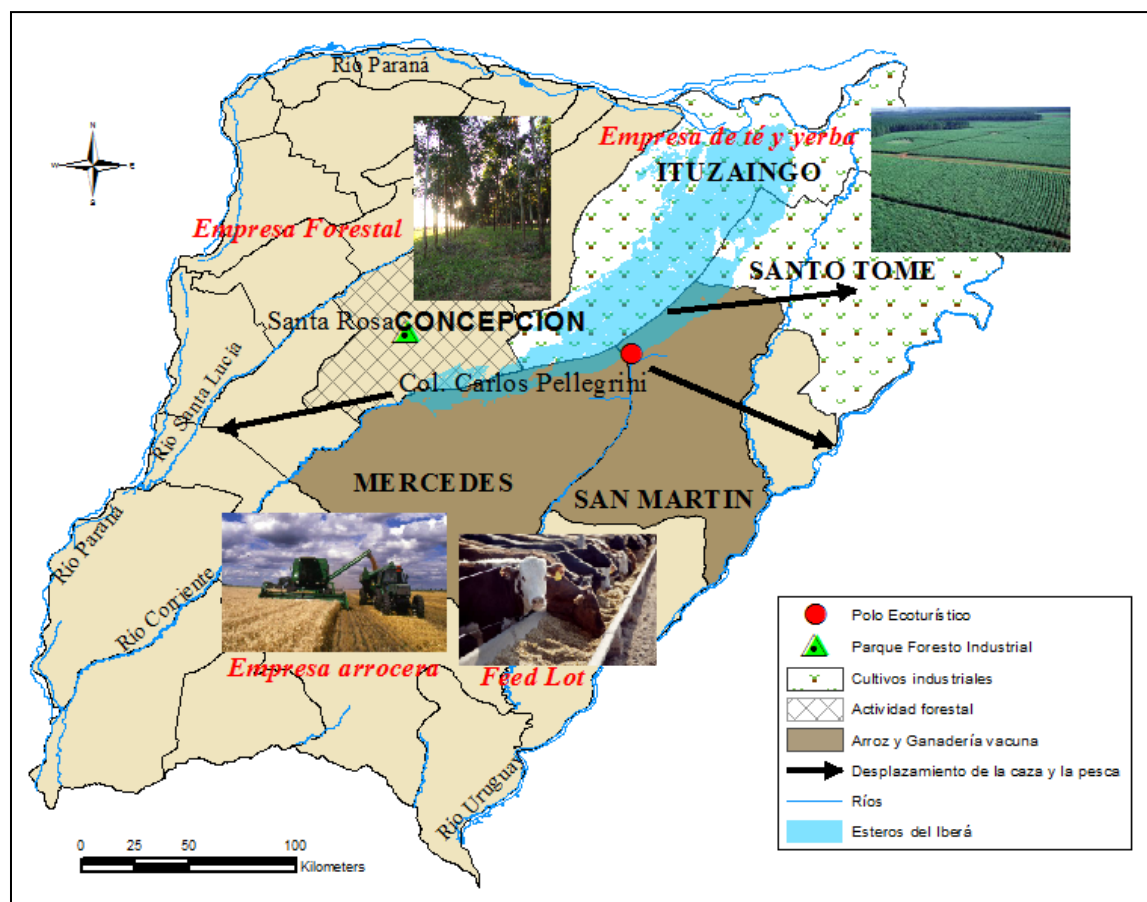 Río Paraná
N
W
E
S
Empresa de té y yerba
ITUZAINGO
Empresa Forestal
SANTO TOME
Santa Rosa
CONCEPCION
Col. Carlos Pellegrini
Río Santa Lucía
MERCEDES
SAN MARTIN
Río Paraná
Río Corriente
Empresa arrocera
Feed Lot
Río Uruguay
0 25 50 100
Kilometers
Polo Ecoturístico
Parque Foresto Industrial
Cultivos industriales
Actividad forestal
Arroz y Ganadería vacuna
Desplazamiento de la caza y la pesca
Ríos
Esteros del Iberá